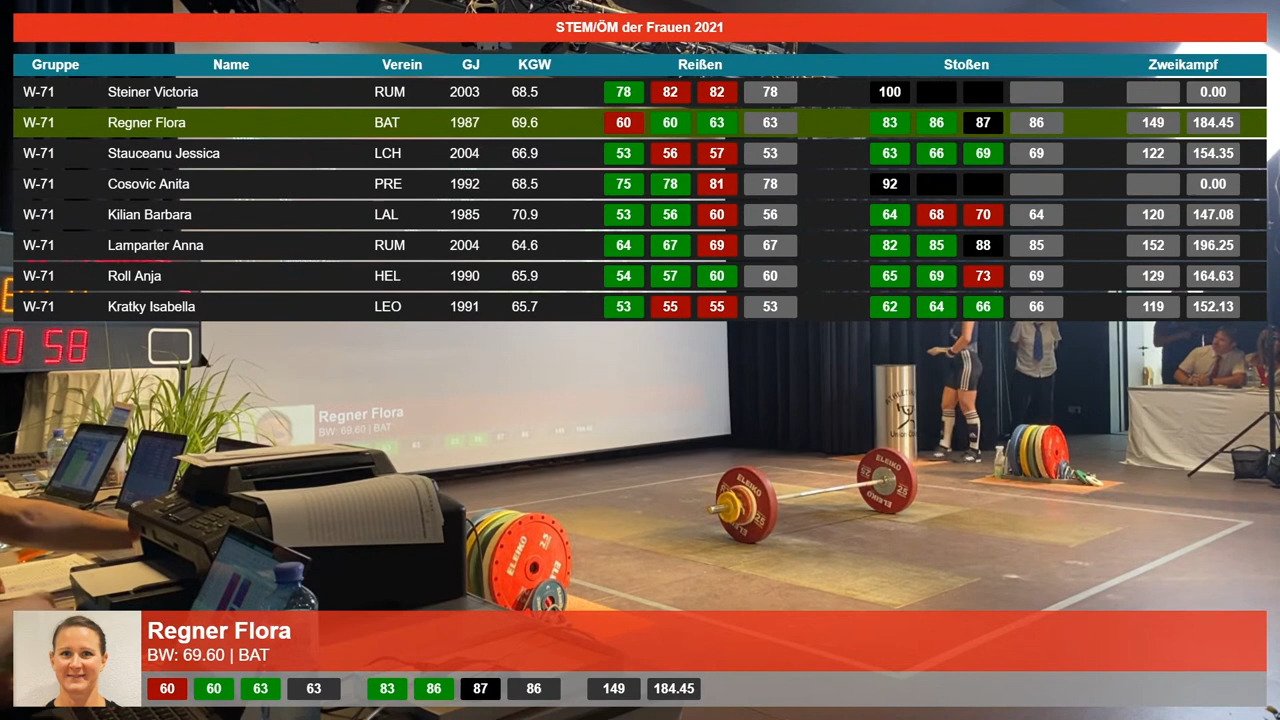 STEM/ÖM der Frauen 2021
Gruppe Name Verein GJ KGW Reißen Stoßen Zweikampf
W-71 Steiner Victoria RUM 2003 68.5 78 82 82 78 100 0.00
W-71 Regner Flora BAT 1987 69.6 60 60 63 63 83 86 87 86 149 184.45
W-71 Stauceanu Jessica LCH 2004 66.9 53 56 57 53 63 66 69 69 122 154.35
W-71 Cosovic Anita PRE 1992 68.5 75 78 81 78 92 0.00
W-71 Kilian Barbara LAL 1985 70.9 53 56 60 56 64 68 70 64 120 147.08
W-71 Lamparter Anna RUM 2004 64.6 64 67 69 67 82 85 88 85 152 196.25
W-71 Roll Anja HEL 1990 65.9 54 57 60 60 65 69 73 69 129 164.63
W-71 Kratky Isabella LEO 1991 65.7 53 55 55 53 62 64 66 66 119 152.13
0 58
Regner Flora
BW: 69.60 | BAT
ELEIKO
25
ELEIKO
25
ELEIKO
25
Regner Flora
BW: 69.60 | BAT
60 60 63 63 83 86 87 86 149 184.45